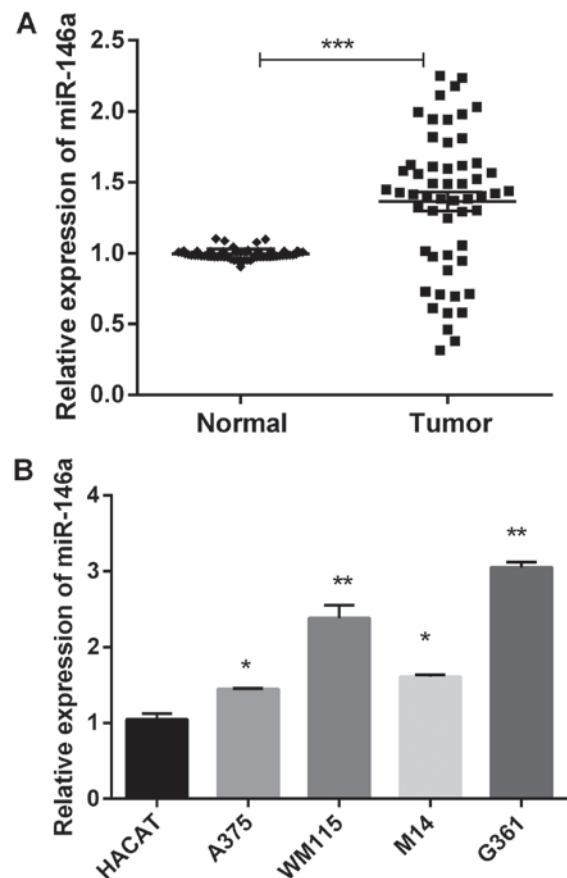 A
Relative expression of miR-146a
2.5
2.0
1.5
1.0
0.5
0.0
***
Normal Tumor
B
Relative expression of miR-146a
4
3
2
1
0
* ** * **
HACAT A375 WM115 M14 G361